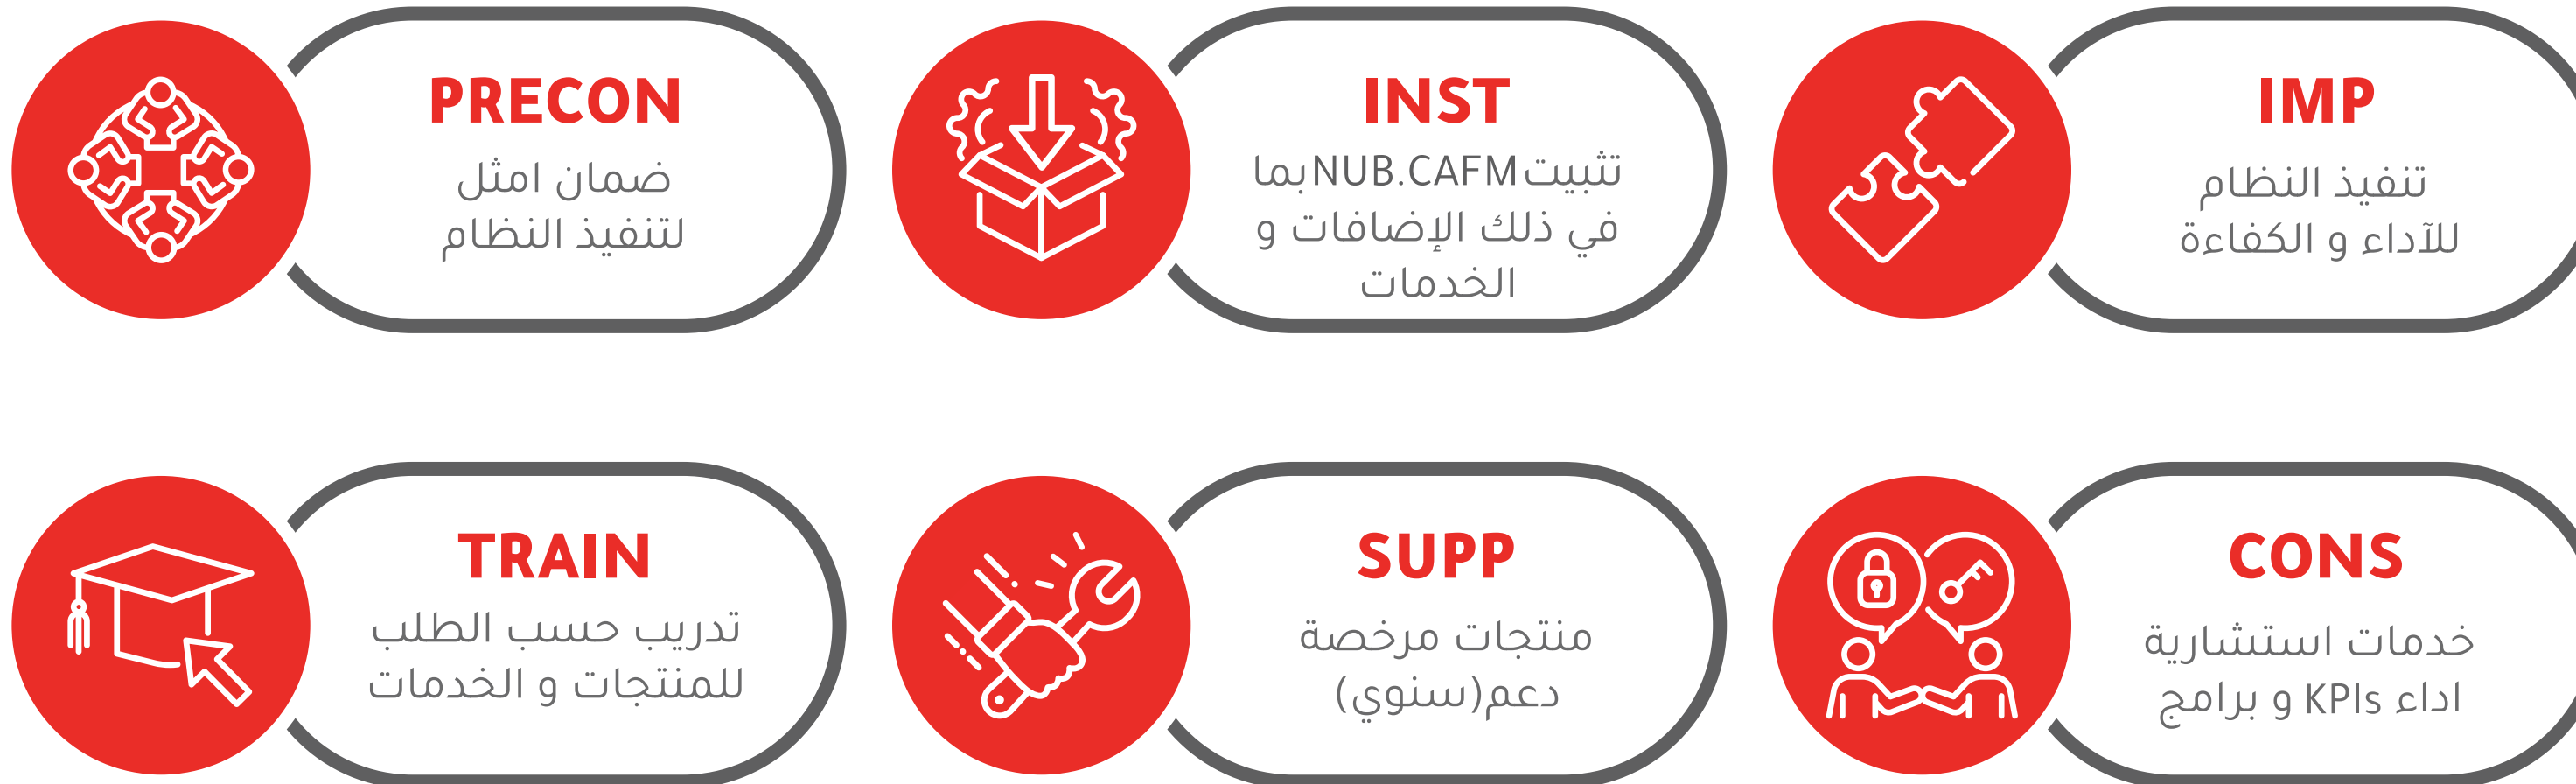 PRECON
ضمان امثل
لتنفيذ النظام
INST
تثبيت NUB.CAFM بما
في ذلك الإضافات و
الخدمات
IMP
تنفيذ النظام
للآداء و الكفاءة
TRAIN
تدريب حسب الطلب
للمنتجات و الخدمات
SUPP
منتجات مرخصة
دعم(سنوي)
CONS
خدمات استشارية
اداء KPIs و برامج